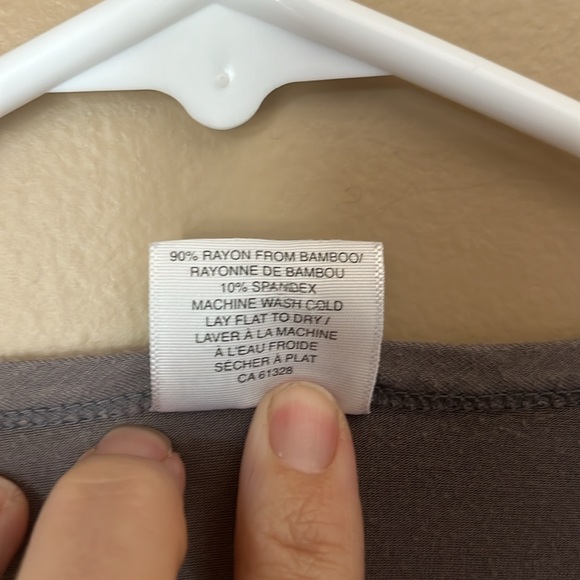 90% RAYON FROM BAMBOO/
RAYONNE DE BAMBOU
10% SPANDEX
MACHINE WASH COLD
LAY FLAT TO DRY /
LAVER À LA MACHINE
À L'EAU FROIDE
SÉCHER À PLAT
CA 61328